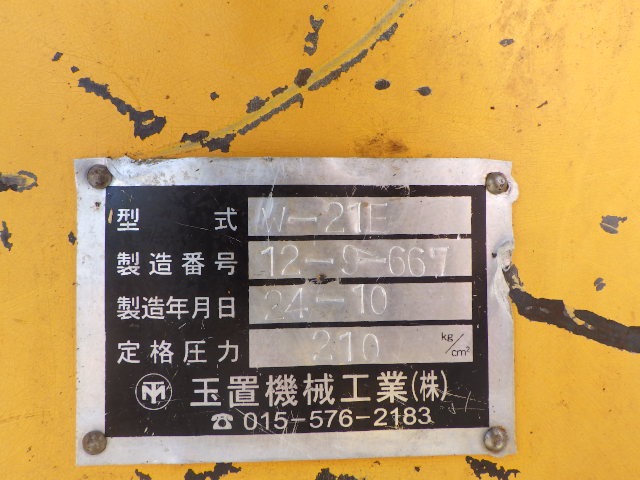 型式 W-21E
製造番号 12-9-667
製造年月日 24-10
定格圧力 210 kg/cm²
玉置機械工業(株)
☎ 015-576-2183